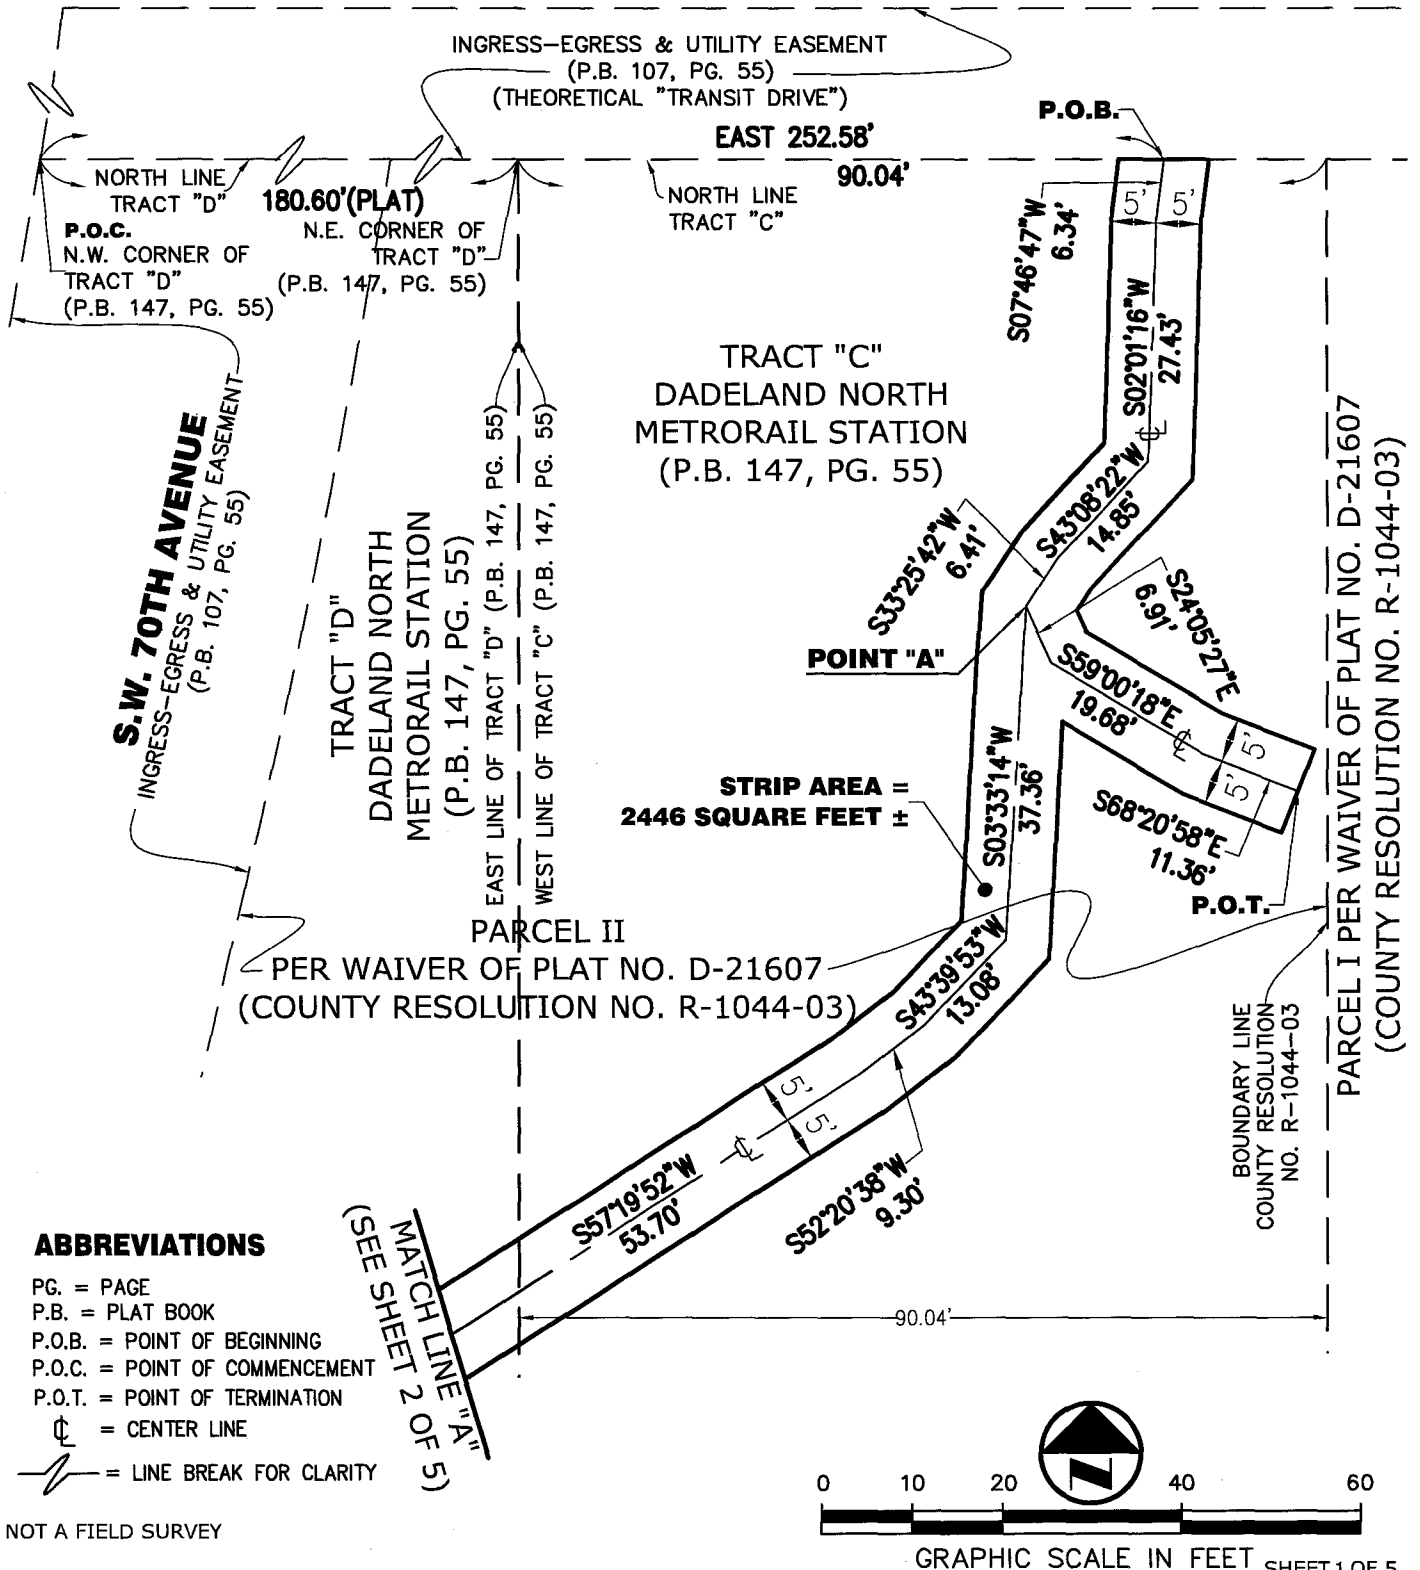 INGRESS-EGRESS & UTILITY EASEMENT
(P.B. 107, PG. 55)
(THEORETICAL "TRANSIT DRIVE")
P.O.B.
EAST 252.58'
90.04'
NORTH LINE
TRACT "D"
180.60'(PLAT)
NORTH LINE
TRACT "C"
P.O.C.
N.W. CORNER OF
TRACT "D"
(P.B. 147, PG. 55)
N.E. CORNER OF
TRACT "D"
(P.B. 147, PG. 55)
5'
5'
S07°46'47"W
6.34'
S02°01'16"W
27.43'
℄
TRACT "C"
DADELAND NORTH
METRORAIL STATION
(P.B. 147, PG. 55)
S43°08'22"W
14.85'
S33°25'42"W
6.41'
S24°05'27"E
6.91'
POINT "A"
S59°00'18"E
19.68'
℄
5'
5'
S68°20'58"E
11.36'
P.O.T.
S.W. 70TH AVENUE
INGRESS-EGRESS & UTILITY EASEMENT
(P.B. 107, PG. 55)
TRACT "D"
DADELAND NORTH
METRORAIL STATION
(P.B. 147, PG. 55)
EAST LINE OF TRACT "D" (P.B. 147, PG. 55)
WEST LINE OF TRACT "C" (P.B. 147, PG. 55)
STRIP AREA =
2446 SQUARE FEET ±
S03°33'14"W
37.36'
PARCEL I PER WAIVER OF PLAT NO. D-21607
(COUNTY RESOLUTION NO. R-1044-03)
PARCEL II
PER WAIVER OF PLAT NO. D-21607
(COUNTY RESOLUTION NO. R-1044-03)
S43°39'53"W
13.08'
BOUNDARY LINE
COUNTY RESOLUTION
NO. R-1044-03
5'
5'
℄
S52°20'38"W
9.30'
S57°19'52"W
53.70'
MATCH LINE "A"
(SEE SHEET 2 OF 5)
90.04'
ABBREVIATIONS
PG. = PAGE
P.B. = PLAT BOOK
P.O.B. = POINT OF BEGINNING
P.O.C. = POINT OF COMMENCEMENT
P.O.T. = POINT OF TERMINATION
℄ = CENTER LINE
= LINE BREAK FOR CLARITY
NOT A FIELD SURVEY
N
0 10 20 40 60
GRAPHIC SCALE IN FEET
SHEET 1 OF 5